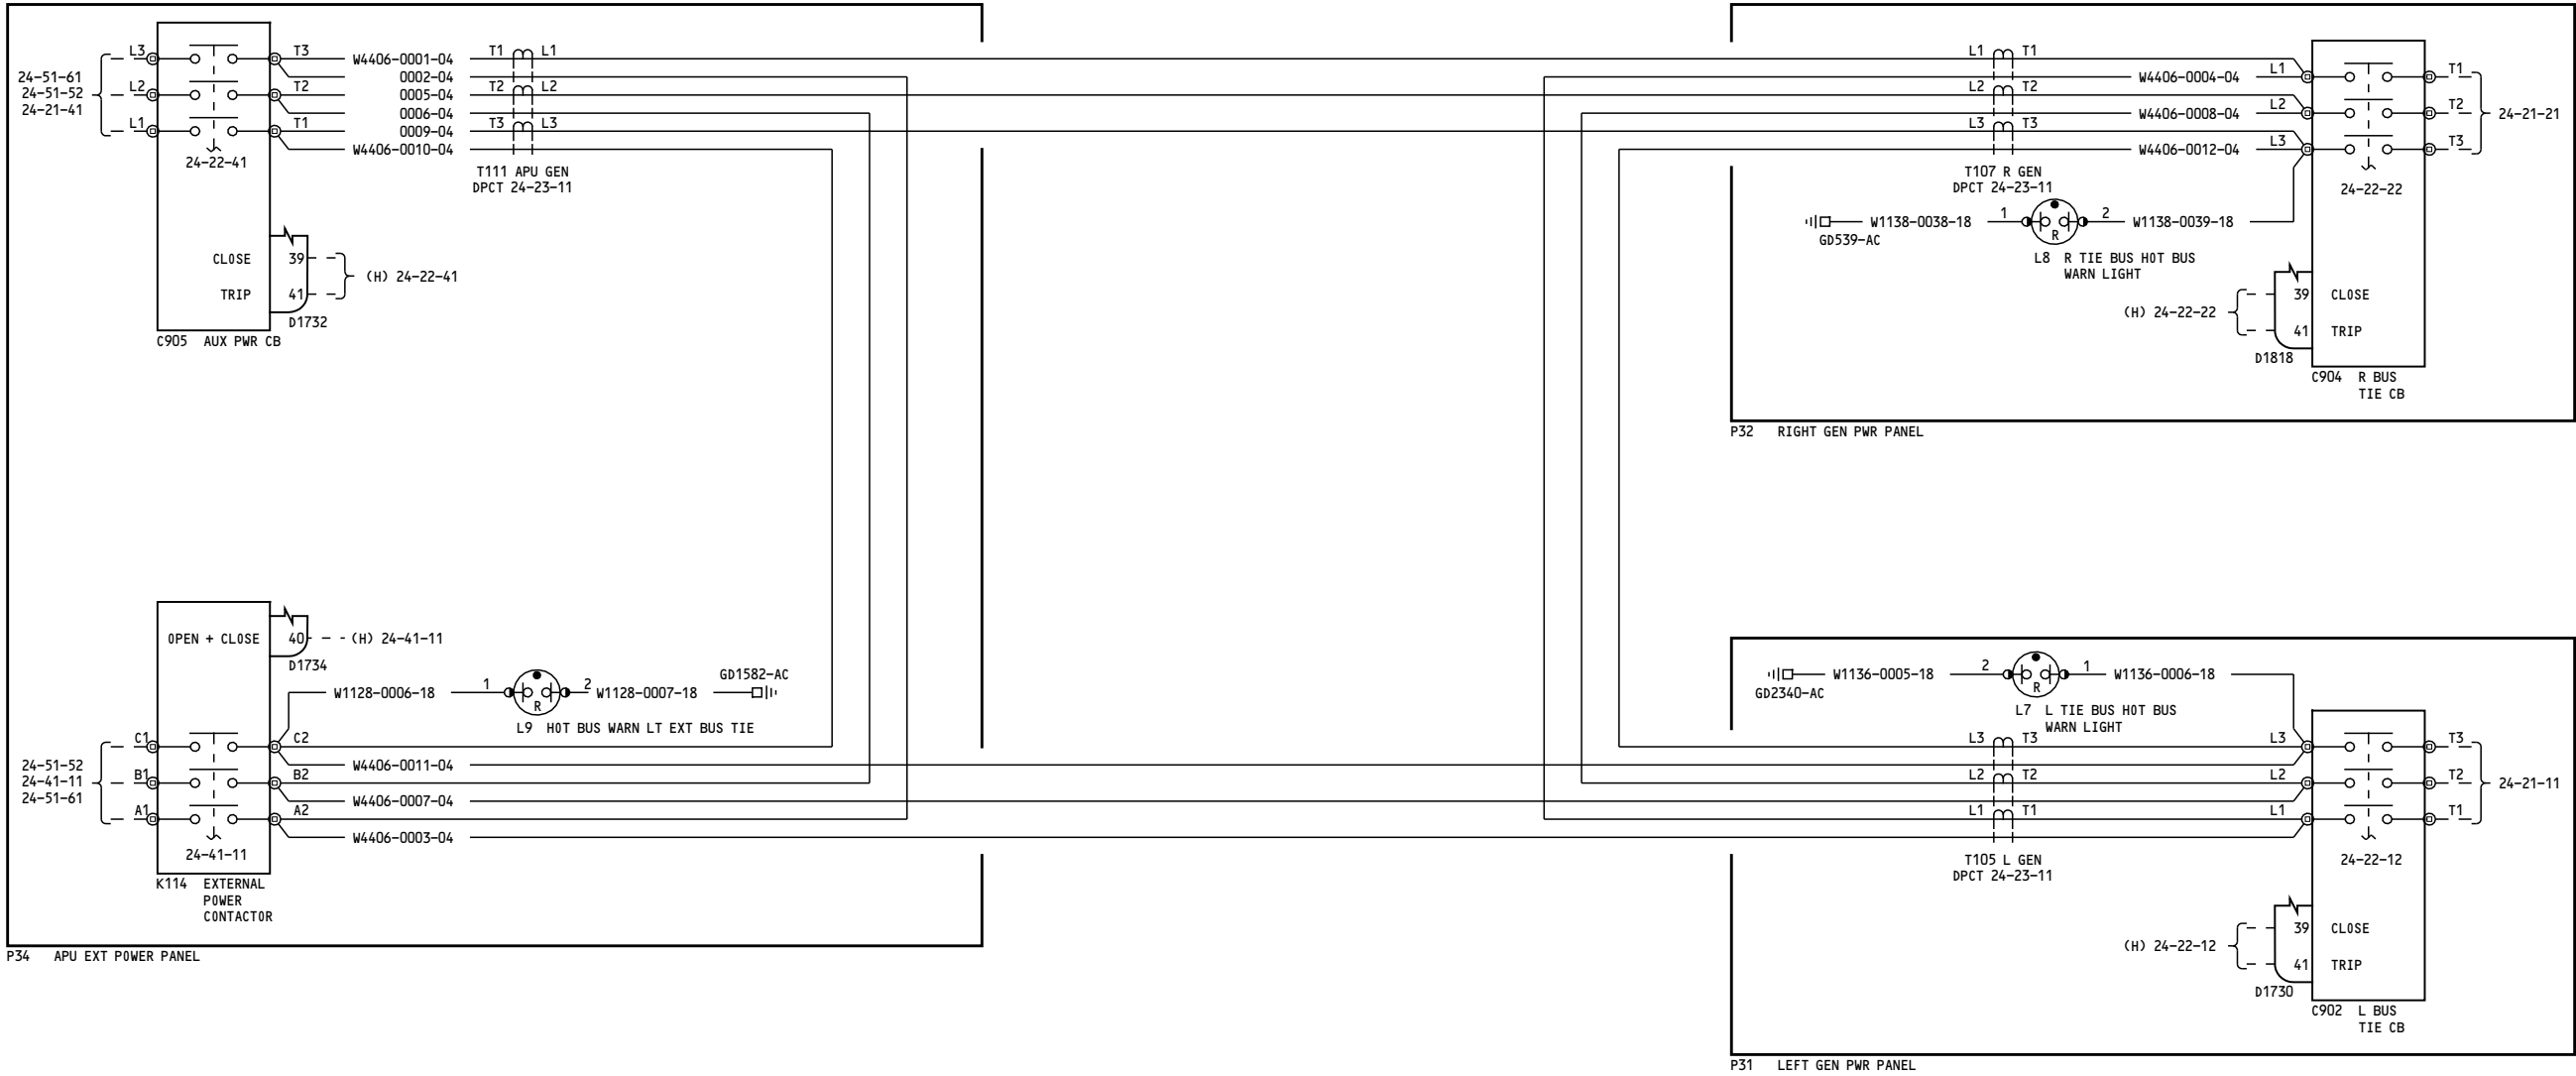 L3
T3
W4406-0001-04
T1
L1
24-51-61
24-51-52
24-21-41
0002-04
L2
T2
0005-04
T2
L2
0006-04
L1
T1
0009-04
T3
L3
W4406-0010-04
24-22-41
T111 APU GEN
DPCT 24-23-11
CLOSE
39
TRIP
41
(H) 24-22-41
D1732
C905 AUX PWR CB
L1
T1
W4406-0004-04
L1
T1
L2
T2
W4406-0008-04
L2
T2
24-21-21
L3
T3
W4406-0012-04
L3
T3
24-22-22
T107 R GEN
DPCT 24-23-11
GD539-AC
W1138-0038-18
1
R
2
W1138-0039-18
L8 R TIE BUS HOT BUS
WARN LIGHT
39
CLOSE
(H) 24-22-22
41
TRIP
D1818
C904 R BUS
TIE CB
P32 RIGHT GEN PWR PANEL
OPEN + CLOSE
40
(H) 24-41-11
D1734
W1128-0006-18
1
R
2
W1128-0007-18
GD1582-AC
L9 HOT BUS WARN LT EXT BUS TIE
C1
C2
W4406-0011-04
24-51-52
24-41-11
24-51-61
B1
B2
W4406-0007-04
A1
A2
W4406-0003-04
24-41-11
K114 EXTERNAL
POWER
CONTACTOR
P34 APU EXT POWER PANEL
GD2340-AC
W1136-0005-18
2
R
1
W1136-0006-18
L7 L TIE BUS HOT BUS
WARN LIGHT
L3
T3
L3
T3
L2
T2
L2
T2
24-21-11
L1
T1
L1
T1
T105 L GEN
DPCT 24-23-11
24-22-12
39
CLOSE
(H) 24-22-12
41
TRIP
D1730
C902 L BUS
TIE CB
P31 LEFT GEN PWR PANEL